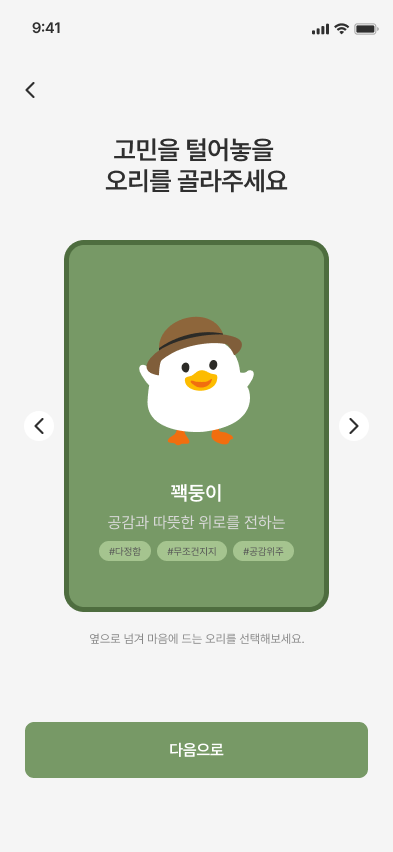 9:41
고민을 털어놓을
오리를 골라주세요
꽥둥이
공감과 따뜻한 위로를 전하는
#다정함 #무조건지지 #공감위주
옆으로 넘겨 마음에 드는 오리를 선택해보세요.
다음으로